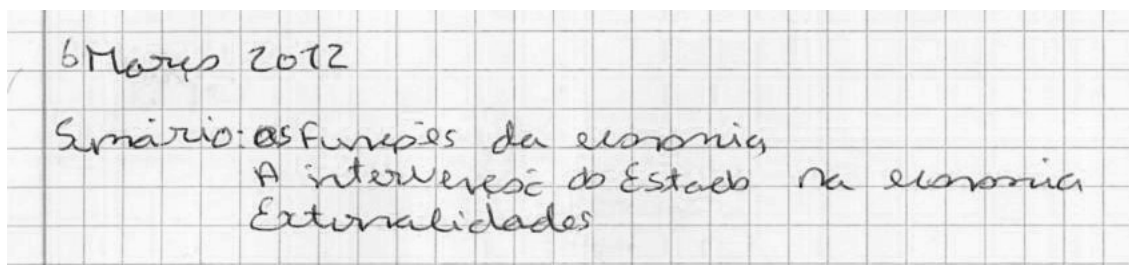 6 Março 2012
Sumário: as Funções da economia
A intervenção do Estado na economia
Externalidades